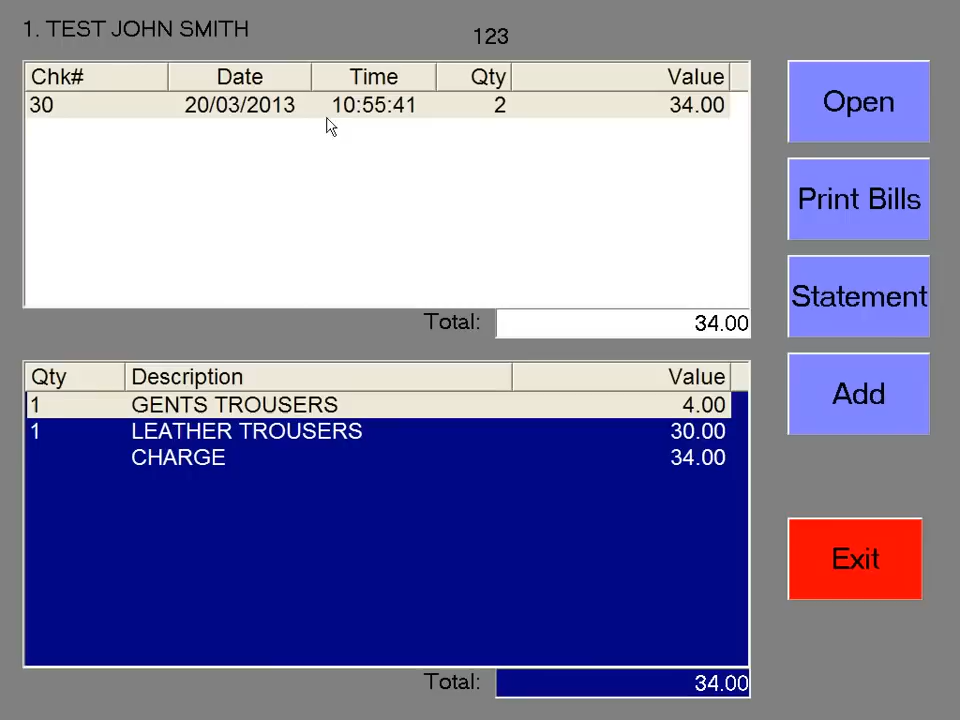 1. TEST JOHN SMITH
123
Chk# Date Time Qty Value
30 20/03/2013 10:55:41 2 34.00
Total: 34.00
Qty Description Value
1 GENTS TROUSERS 4.00
1 LEATHER TROUSERS 30.00
CHARGE 34.00
Total: 34.00
Open
Print Bills
Statement
Add
Exit